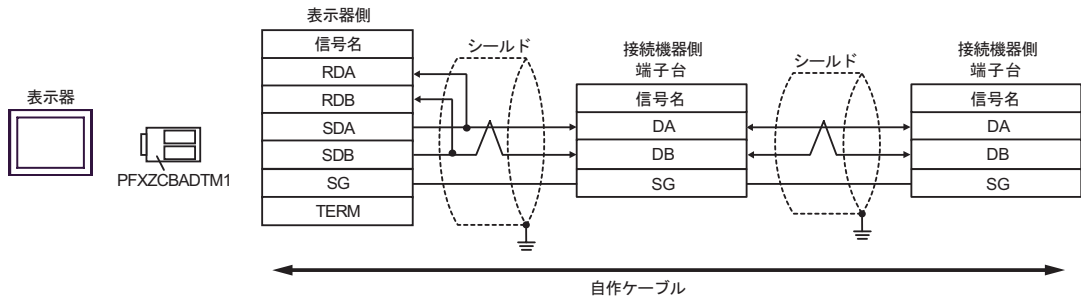 表示器
PFXZCBADTM1
表示器側
信号名
RDA
RDB
SDA
SDB
SG
TERM
シールド
接続機器側
端子台
信号名
DA
DB
SG
シールド
接続機器側
端子台
信号名
DA
DB
SG
自作ケーブル